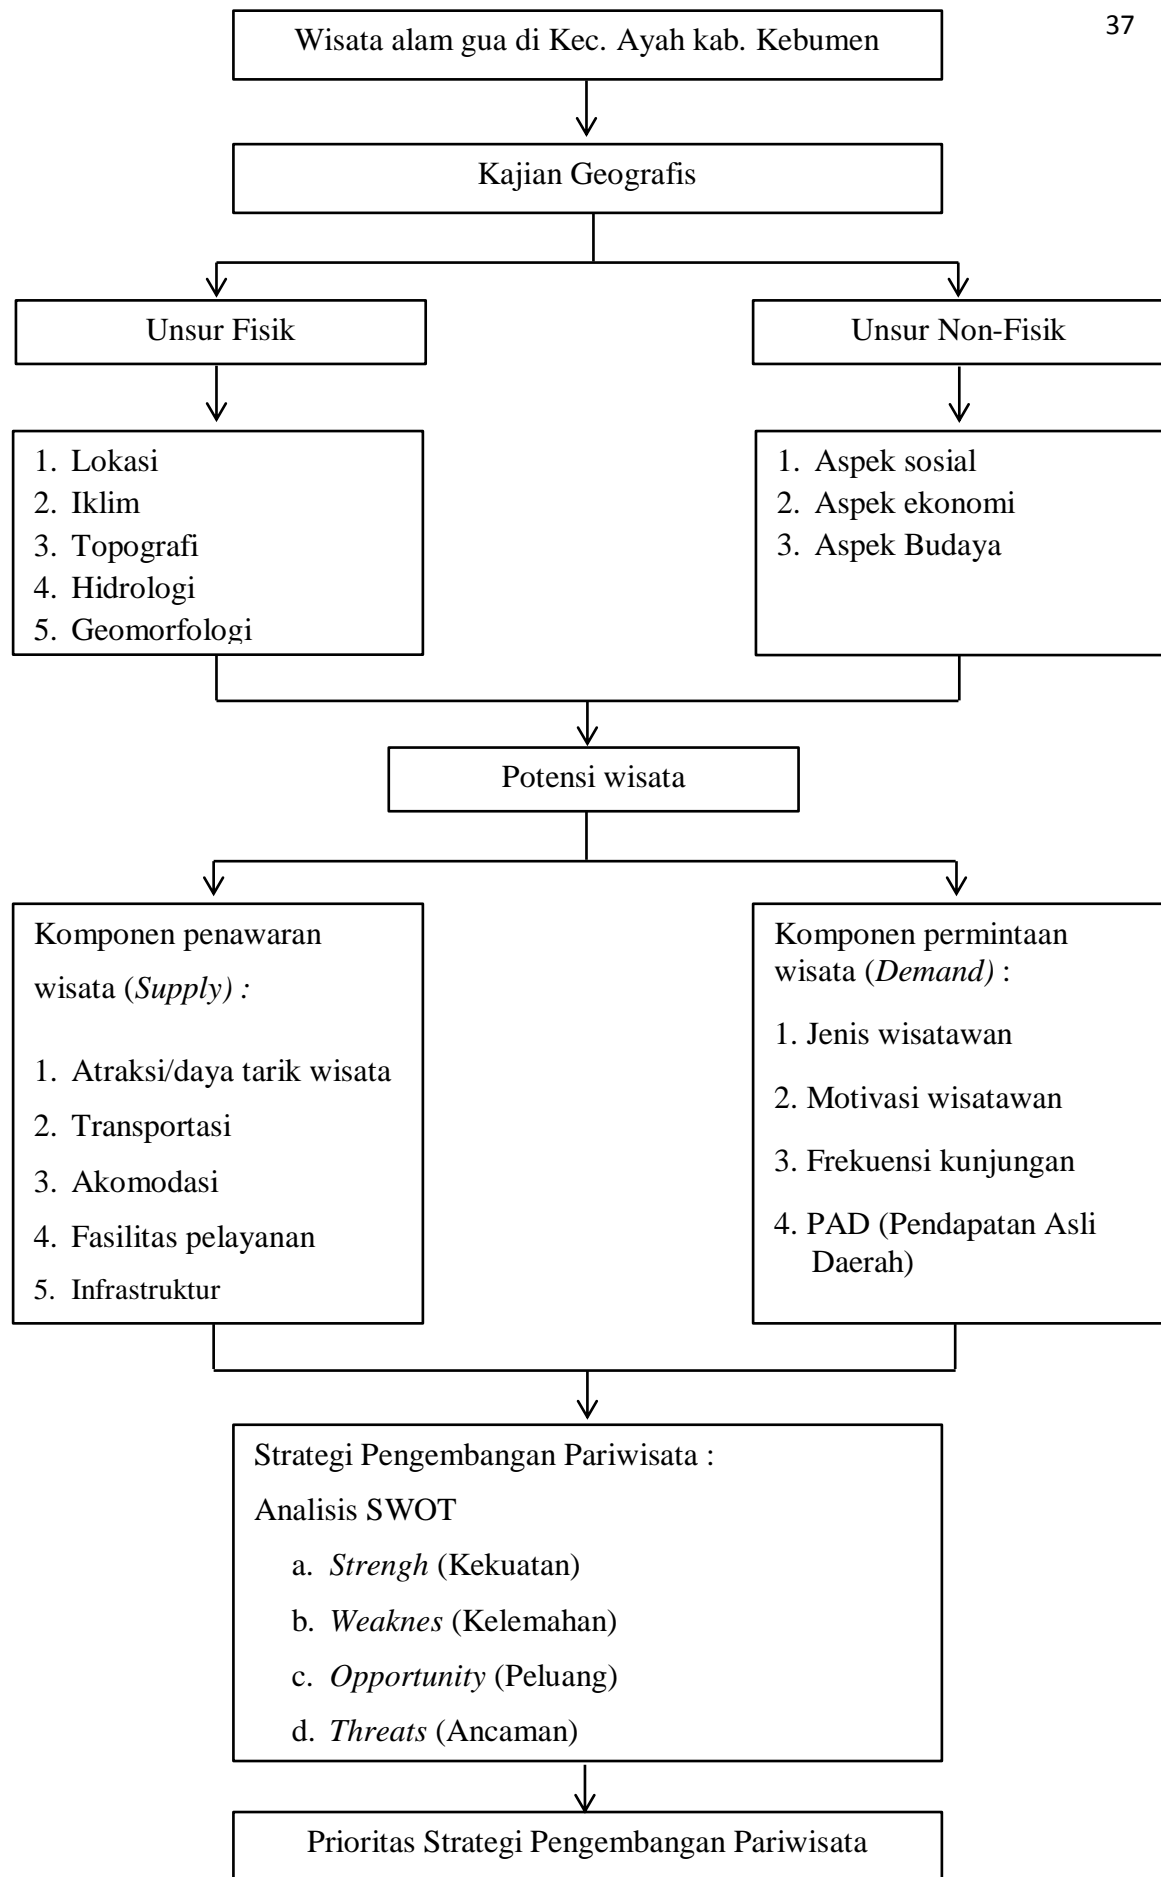 37
Wisata alam gua di Kec. Ayah kab. Kebumen
Kajian Geografis
Unsur Fisik
Unsur Non-Fisik
1. Lokasi
2. Iklim
3. Topografi
4. Hidrologi
5. Geomorfologi
1. Aspek sosial
2. Aspek ekonomi
3. Aspek Budaya
Potensi wisata
Komponen penawaran
wisata (Supply) :
1. Atraksi/daya tarik wisata
2. Transportasi
3. Akomodasi
4. Fasilitas pelayanan
5. Infrastruktur
Komponen permintaan
wisata (Demand) :
1. Jenis wisatawan
2. Motivasi wisatawan
3. Frekuensi kunjungan
4. PAD (Pendapatan Asli
Daerah)
Strategi Pengembangan Pariwisata :
Analisis SWOT
a. Strengh (Kekuatan)
b. Weaknes (Kelemahan)
c. Opportunity (Peluang)
d. Threats (Ancaman)
Prioritas Strategi Pengembangan Pariwisata